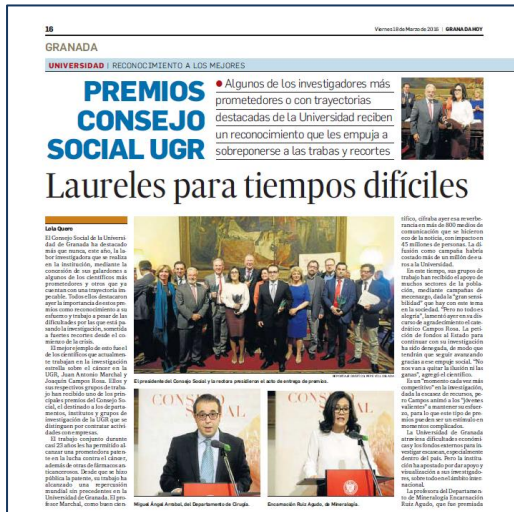 16
Viernes 18 de Marzo de 2016 | GRANADA HOY
GRANADA
UNIVERSIDAD | RECONOCIMIENTO A LOS MEJORES
PREMIOS
CONSEJO
SOCIAL UGR
● Algunos de los investigadores más
prometedores o con trayectorias
destacadas de la Universidad reciben
un reconocimiento que les empuja a
sobreponerse a las trabas y recortes
Laureles para tiempos difíciles
Lola Quero
El Consejo Social de la Universi-
dad de Granada ha destacado
más que nunca, este año, la la-
bor investigadora que se realiza
en la institución, mediante la
concesión de sus galardones a
algunos de los científicos más
prometedores y otros que ya
cuentan con una trayectoria im-
pecable. Todos ellos destacaron
ayer la importancia de estos pre-
mios como reconocimiento a su
esfuerzo y trabajo a pesar de las
dificultades por las que está pa-
sando la investigación, sometida
a fuertes recortes desde el co-
mienzo de la crisis.
El mejor ejemplo de esto fue el
de los científicos que actualmen-
te trabajan en la investigación
estrella sobre el cáncer en la
UGR, Juan Antonio Marchal y
Joaquín Campos Rosa. Ellos y
sus respectivos grupos de traba-
jo han recibido uno de los princi-
pales premios del Consejo So-
cial, el destinado a los departa-
mentos, institutos y grupos de
investigación de la UGR que se
distinguen por contratar activi-
dades con empresas.
El trabajo conjunto durante
casi 23 años les ha permitido al-
canzar una prometedora paten-
te en la lucha contra el cáncer,
además de otras de fármacos an-
ticancerosos. Desde que se hizo
pública la patente, su trabajo ha
alcanzado una repercusión
mundial sin precedentes en la
Universidad de Granada. El pro-
fesor Marchal, como buen cien-
El presidente del Consejo Social y la rectora presidieron el acto de entrega de premios.
CONS
AL
CONS
AL
Miguel Ángel Arrabal, del Departamento de Cirugía.
Encarnación Ruiz Agudo, de Mineralogía.
tífico, cifraba ayer esa reverbe-
rancia en más de 800 medios de
comunicación que se hicieron
eco de la noticia, con impacto en
45 millones de personas. La di-
fusión como campaña habría
costado más de un millón de eu-
ros a la Universidad.
En este tiempo, sus grupos de
trabajo han recibido el apoyo de
muchos sectores de la pobla-
ción, mediante campañas de
mecenazgo, dada la "gran sensi-
bilidad" que hay con este tema
en la sociedad. "Pero no todo es
alegría", lamentó ayer en su dis-
curso de agradecimiento el cate-
drático Campos Rosa. La peti-
ción de fondos al Estado para
continuar con su investigación
ha sido denegada, de modo que
tendrán que seguir avanzando
gracias a ese empuje social. "No
nos van a quitar la ilusión ni las
ganas", agregó el científico.
Es un "momento cada vez más
competitivo" en la investigación,
dada la escasez de recursos, pe-
ro Campos animó a los "jóvenes
valientes" a mantener su esfuer-
zo, para lo que este tipo de pre-
mios pueden ser un estímulo en
momentos complicados.
La Universidad de Granada
atraviesa dificultades económi-
cas y los fondos externos para in-
vestigar escasean, especialmente
dentro del país. Pero la institu-
ción ha apostado por dar apoyo y
visualización a sus investigado-
res, sobre todo en el ámbito inter-
nacional.
La profesora del Departamen-
to de Mineralogía Encarnación
Ruiz Agudo, que fue premiada